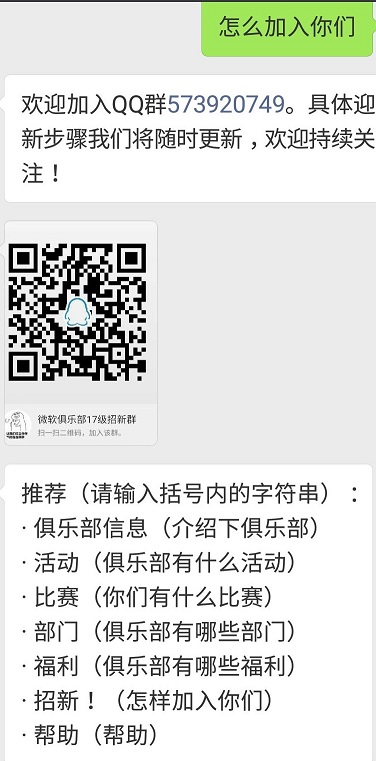 怎么加入你们
欢迎加入QQ群573920749。具体迎
新步骤我们将随时更新，欢迎持续关
注！
微软俱乐部17级招新群
扫一扫二维码，加入该群。
推荐（请输入括号内的字符串）：
· 俱乐部信息（介绍下俱乐部）
· 活动（俱乐部有什么活动）
· 比赛（你们有什么比赛）
· 部门（俱乐部有哪些部门）
· 福利（俱乐部有哪些福利）
· 招新！（怎样加入你们）
· 帮助（帮助）